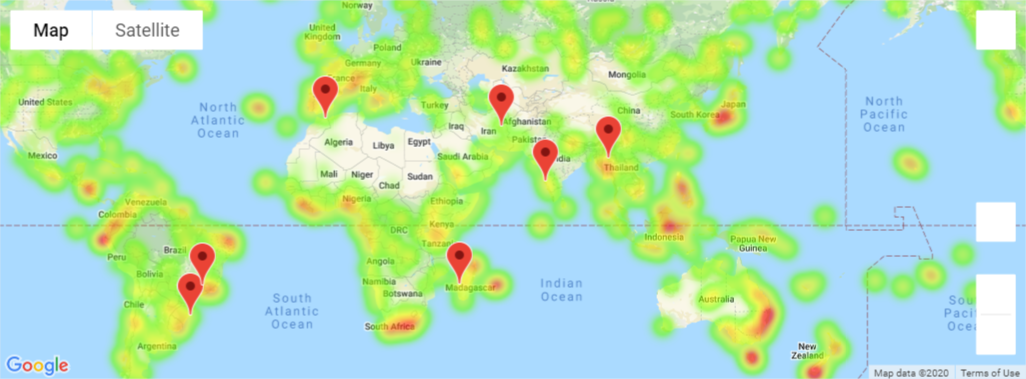 Map
Satellite
Norway
United
Kingdom
Poland
Germany
Ukraine
Kazakhstan
Mongolia
France
Italy
United States
North
Atlantic
Ocean
Turkey
Afghanistan
China
South Korea
Japan
North
Pacific
Ocean
Iraq
Iran
Pakistan
Algeria
Libya
Egypt
Saudi Arabia
India
Thailand
Mexico
Mali
Niger
Chad
Sudan
Nigeria
Ethiopia
Venezuela
Colombia
Kenya
DRC
Indonesia
Papua New
Guinea
Tanzania
Brazil
Peru
Bolivia
Angola
Namibia
Botswana
Madagascar
Indian
Ocean
Australia
South
Atlantic
Ocean
Chile
South Africa
Argentina
New
Zealand
Sou
Pacif
Ocea
Google
Map data ©2020
Terms of Use